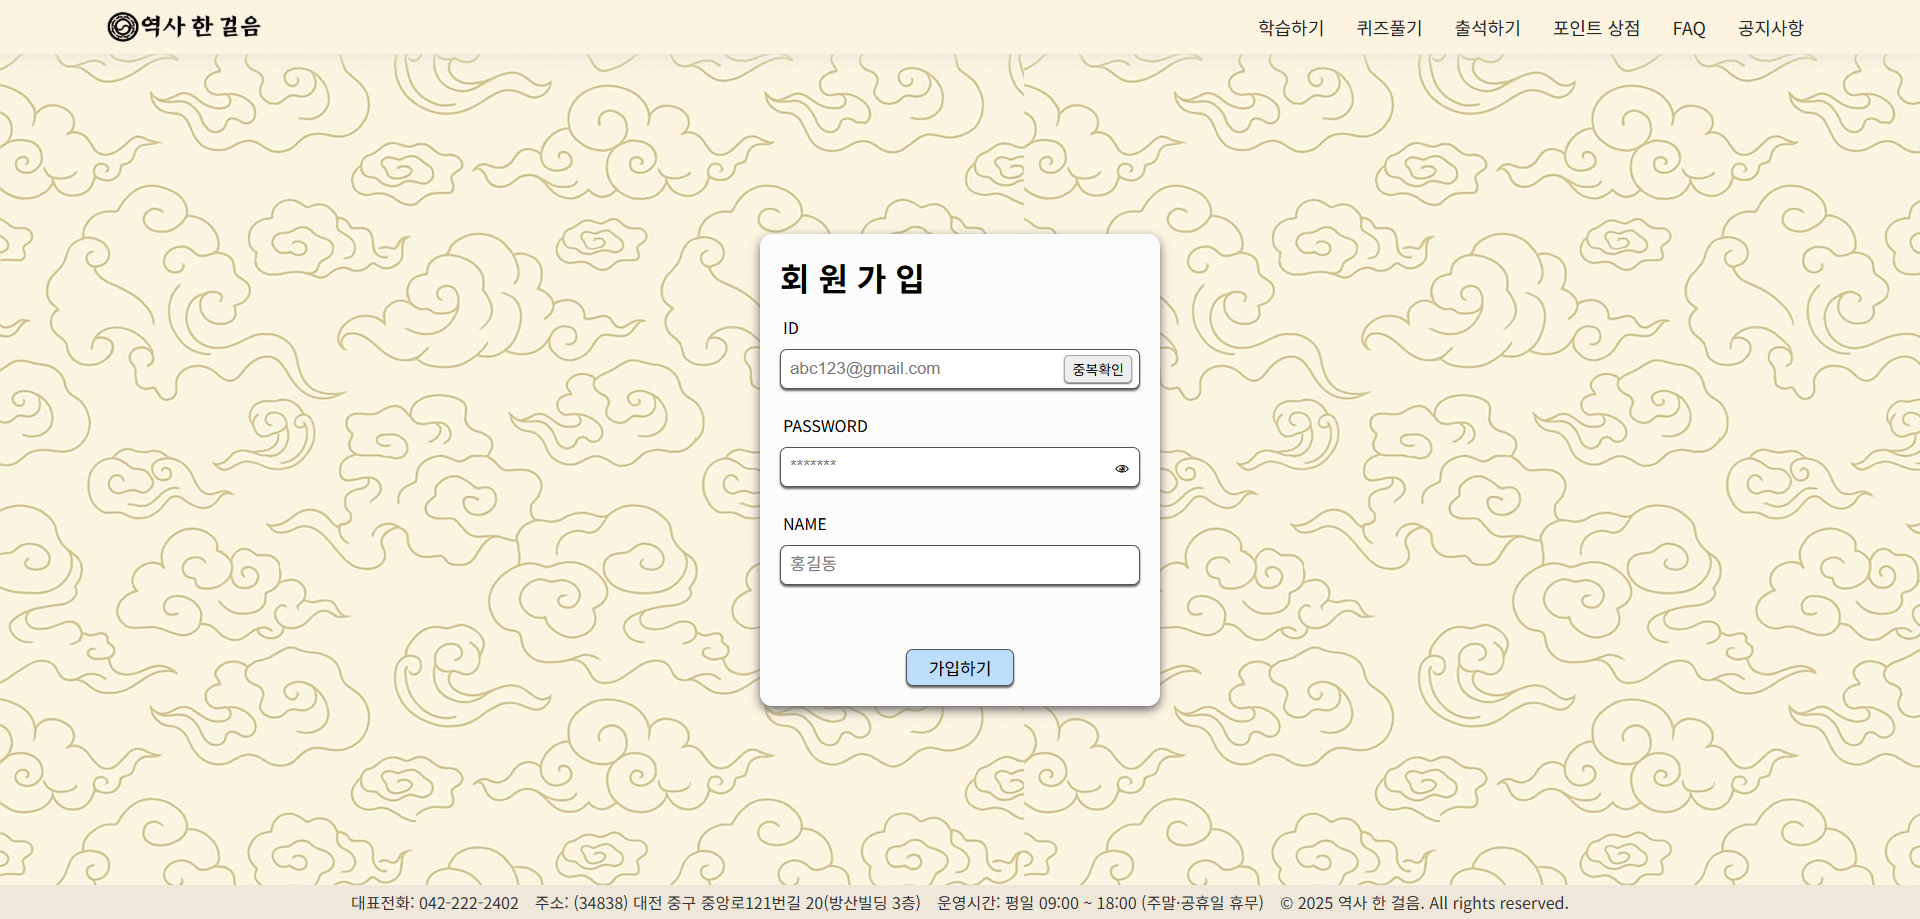 역사 한 걸음
학습하기 퀴즈풀기 출석하기 포인트 상점 FAQ 공지사항
회 원 가 입
ID
abc123@gmail.com 중복확인
PASSWORD
*******
NAME
홍길동
가입하기
대표전화: 042-222-2402 주소: (34838) 대전 중구 중앙로121번길 20(방산빌딩 3층) 운영시간: 평일 09:00 ~ 18:00 (주말·공휴일 휴무) © 2025 역사 한 걸음. All rights reserved.